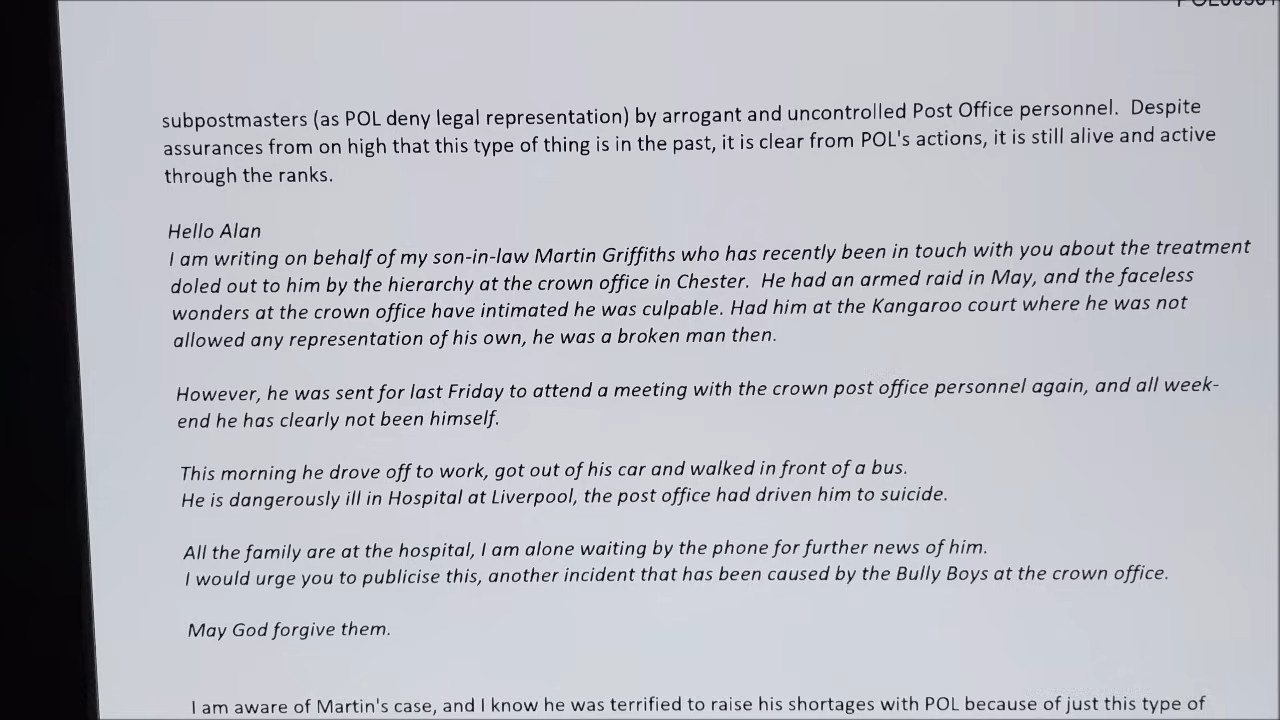 subpostmasters (as POL deny legal representation) by arrogant and uncontrolled Post Office personnel. Despite
assurances from on high that this type of thing is in the past, it is clear from POL's actions, it is still alive and active
through the ranks.
Hello Alan
I am writing on behalf of my son-in-law Martin Griffiths who has recently been in touch with you about the treatment
doled out to him by the hierarchy at the crown office in Chester. He had an armed raid in May, and the faceless
wonders at the crown office have intimated he was culpable. Had him at the Kangaroo court where he was not
allowed any representation of his own, he was a broken man then.
However, he was sent for last Friday to attend a meeting with the crown post office personnel again, and all week-
end he has clearly not been himself.
This morning he drove off to work, got out of his car and walked in front of a bus.
He is dangerously ill in Hospital at Liverpool, the post office had driven him to suicide.
All the family are at the hospital, I am alone waiting by the phone for further news of him.
I would urge you to publicise this, another incident that has been caused by the Bully Boys at the crown office.
May God forgive them.
I am aware of Martin's case, and I know he was terrified to raise his shortages with POL because of just this type of